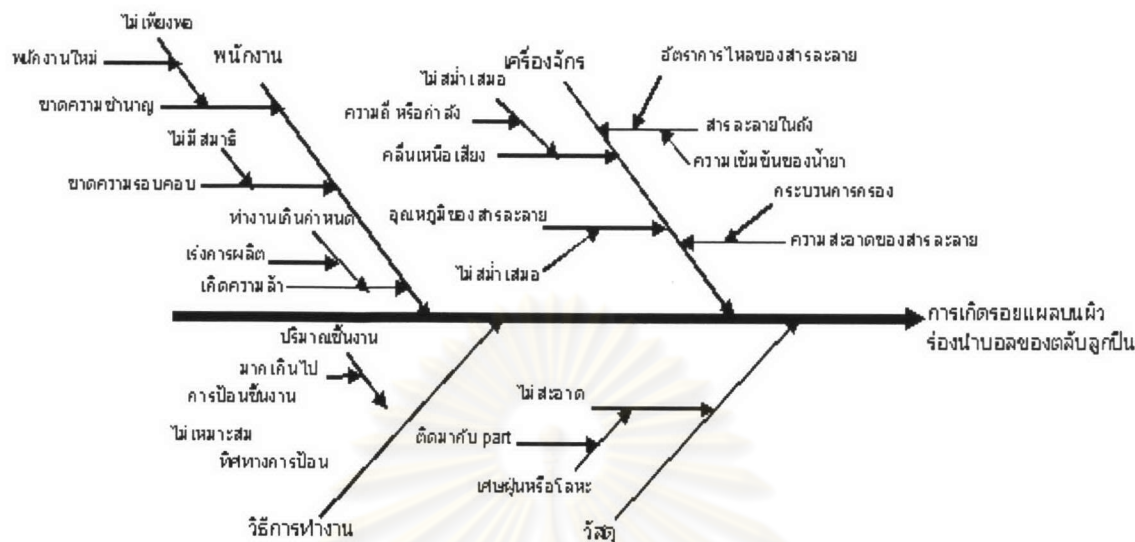 ไม่เพียงพอ
พนักงานใหม่
พนักงาน
ขาดความชำนาญ
ไม่มีสมาธิ
ขาดความรอบคอบ
ทำงานเกินกำหนด
เร่งการผลิต
เกิดความล้า
เครื่องจักร
ไม่สม่ำเสมอ
ความถี่ หรือกำลัง
คลื่นเหนือเสียง
อุณหภูมิของสารละลาย
ไม่สม่ำเสมอ
อัตราการไหลของสารละลาย
สารละลายในถัง
ความเข้มข้นของน้ำยา
กระบวนการกรอง
ความสะอาดของสารละลาย
การเกิดรอยแผลบนผิว
ร่องนำบอลของตลับลูกปืน
ปริมาณชิ้นงาน
มากเกินไป
การป้อนชิ้นงาน
ไม่เหมาะสม
ทิศทางการป้อน
วิธีการทำงาน
ไม่สะอาด
ติดมากับ part
เศษฝุ่นหรือโลหะ
วัสดุ